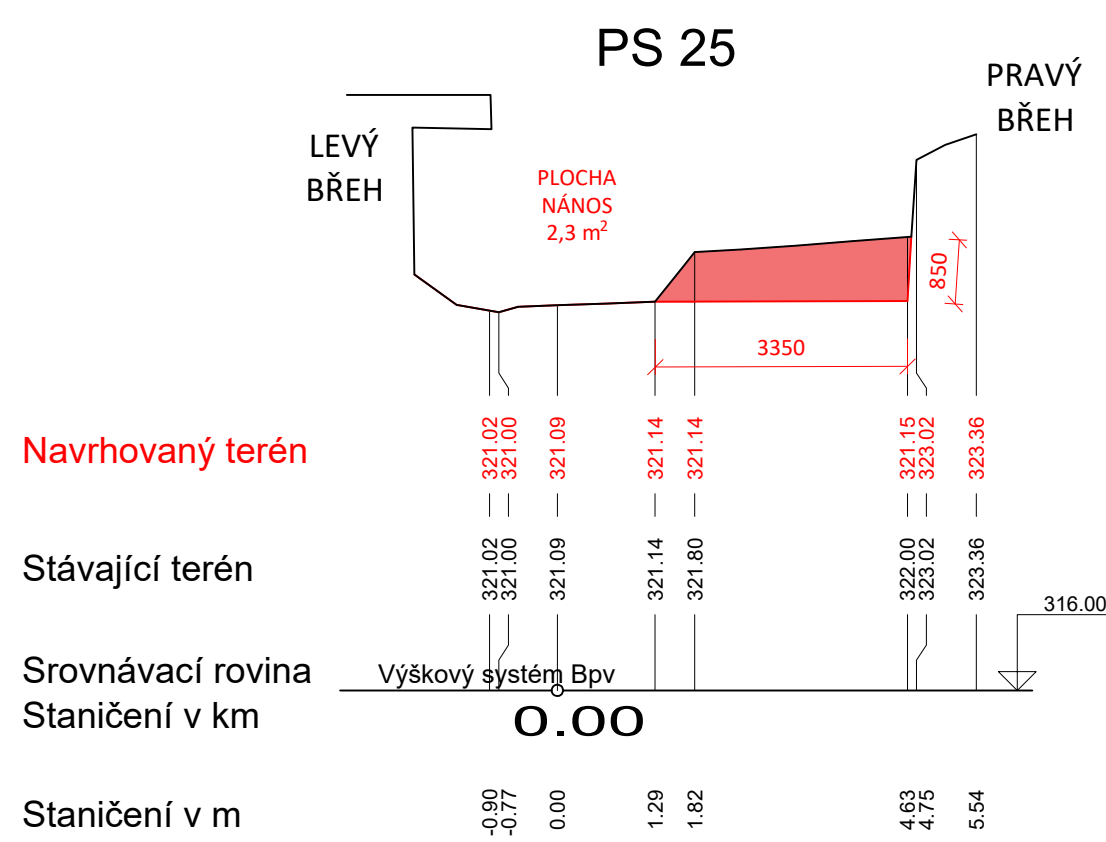 PS 25
PRAVÝ
BŘEH
LEVÝ
BŘEH
PLOCHA
NÁNOS
2,3 m²
850
3350
Navrhovaný terén 321.02 321.00 321.09 321.14 321.14 321.15 323.02 323.36
Stávající terén 321.02 321.00 321.09 321.14 321.80 322.00 323.02 323.36
316.00
Srovnávací rovina Výškový systém Bpv
Staničení v km 0.00
Staničení v m -0.90 -0.77 0.00 1.29 1.82 4.63 4.75 5.54